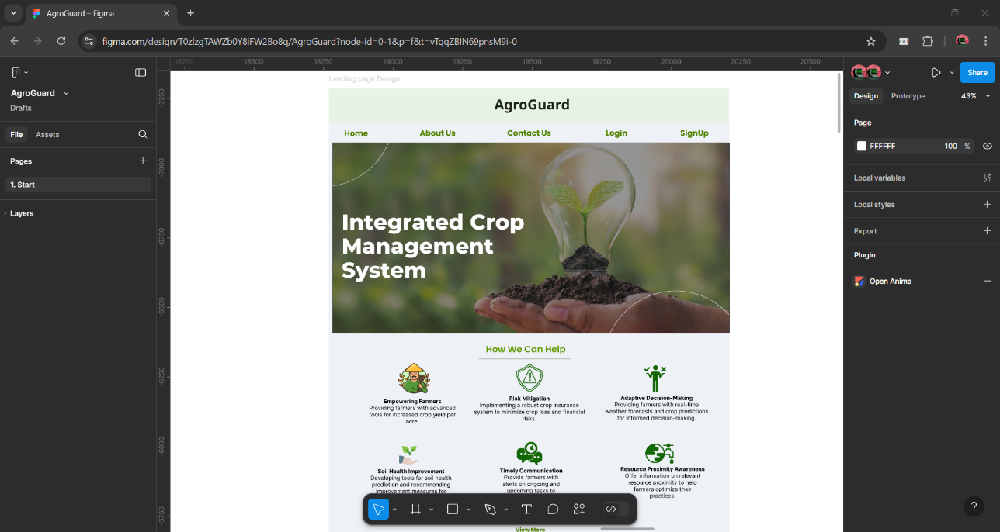 AgroGuard – Figma
figma.com/design/T0zlzgTAWZb0Y8iFW2Bo8q/AgroGuard?node-id=0-1&p=f&t=vTqqZBIN69pnsM9i-0
18250 18500 18750 19000 19250 19500 19750 20000 20250 20500
Share
AgroGuard
Drafts
File Assets
Pages
1. Start
Layers
-7250
-7000
-6750
-6500
-6250
-6000
-5750
Landing page Design
AgroGuard
Home About Us Contact Us Login SignUp
Integrated Crop
Management
System
How We Can Help
Empowering Farmers
Providing farmers with advanced
tools for increased crop yield per
acre.
Risk Mitigation
Implementing a robust crop insurance
system to minimize crop loss and financial
risks.
Adaptive Decision-Making
Providing farmers with real-time
weather forecasts and crop predictions
for informed decision-making.
Soil Health Improvement
Developing tools for soil health
prediction and recommending
improvement measures for
Timely Communication
Provide farmers with
alerts on ongoing and
upcoming tasks to
Resource Proximity Awareness
Offer information on relevant
resource proximity to help
farmers optimize their
practices.
View More
Design Prototype 43%
Page
FFFFFF 100 %
Local variables
Local styles
Export
Plugin
Open Anima
?